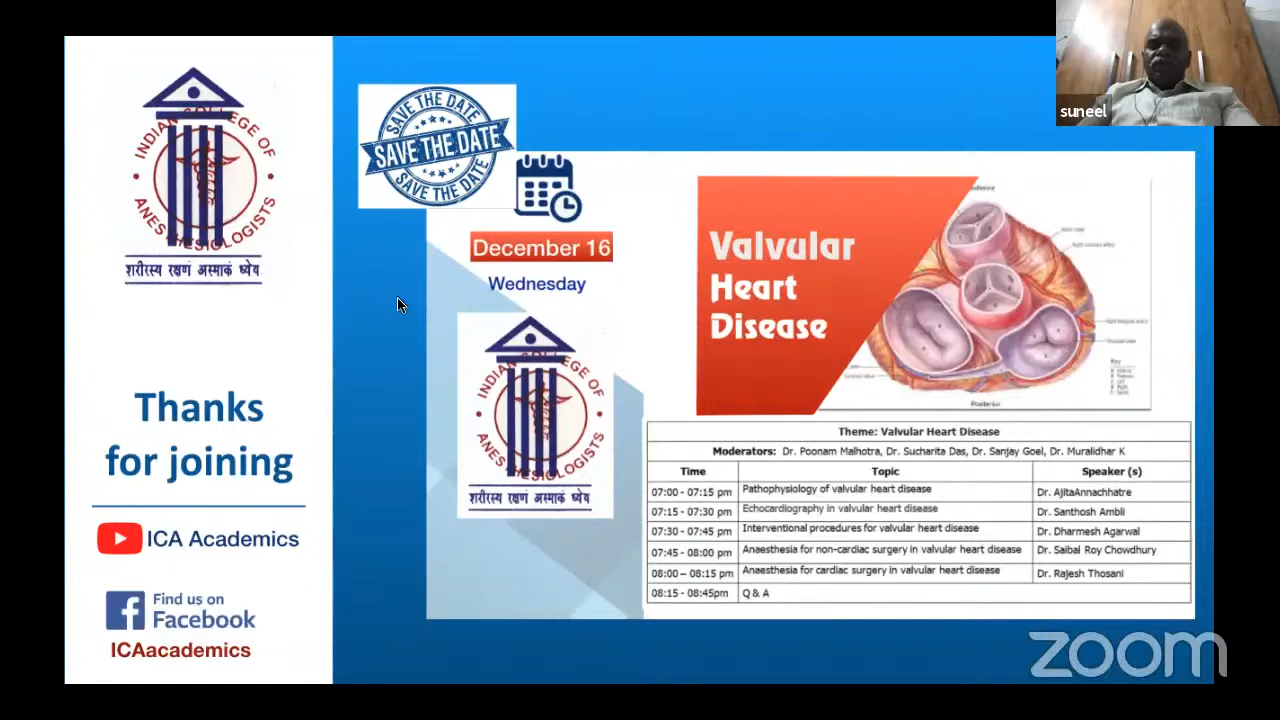 INDIAN COLLEGE OF
ANESTHESIOLOGISTS
शरीरस्य रक्षणं अस्माकं ध्येय
Thanks
for joining
ICA Academics
Find us on
Facebook
ICAacademics
SAVE THE DATE
SAVE THE DATE
SAVE THE DATE
December 16
Wednesday
INDIAN COLLEGE OF
ANESTHESIOLOGISTS
शरीरस्य रक्षणं अस्माकं ध्येय
Valvular
Heart
Disease
Posterior
Theme: Valvular Heart Disease
Moderators: Dr. Poonam Malhotra, Dr. Sucharita Das, Dr. Sanjay Goel, Dr. Muralidhar K
Time Topic Speaker (s)
07:00 - 07:15 pm Pathophysiology of valvular heart disease Dr. AjitaAnnachhatre
07:15 - 07:30 pm Echocardiography in valvular heart disease Dr. Santhosh Ambli
07:30 - 07:45 pm Interventional procedures for valvular heart disease Dr. Dharmesh Agarwal
07:45 - 08:00 pm Anaesthesia for non-cardiac surgery in valvular heart disease Dr. Saibal Roy Chowdhury
08:00 – 08:15 pm Anaesthesia for cardiac surgery in valvular heart disease Dr. Rajesh Thosani
08:15 - 08:45pm Q & A
suneel
zoom